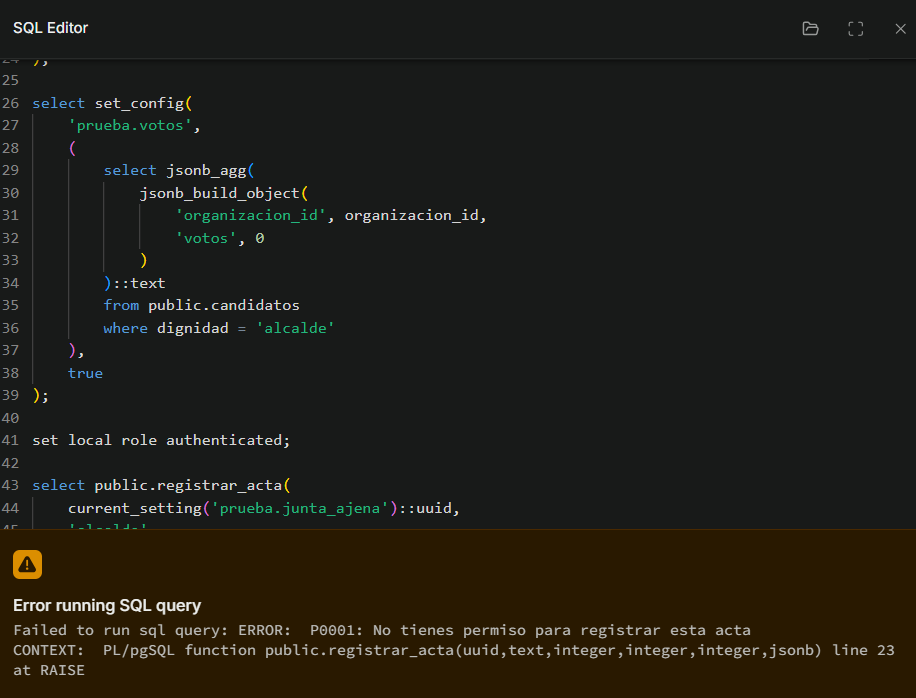 SQL Editor
24 );
25
26 select set_config(
27 'prueba.votos',
28 (
29 select jsonb_agg(
30 jsonb_build_object(
31 'organizacion_id', organizacion_id,
32 'votos', 0
33 )
34 )::text
35 from public.candidatos
36 where dignidad = 'alcalde'
37 ),
38 true
39 );
40
41 set local role authenticated;
42
43 select public.registrar_acta(
44 current_setting('prueba.junta_ajena')::uuid,
45 'alcalde'
Error running SQL query
Failed to run sql query: ERROR: P0001: No tienes permiso para registrar esta acta
CONTEXT: PL/pgSQL function public.registrar_acta(uuid,text,integer,integer,integer,jsonb) line 23
at RAISE